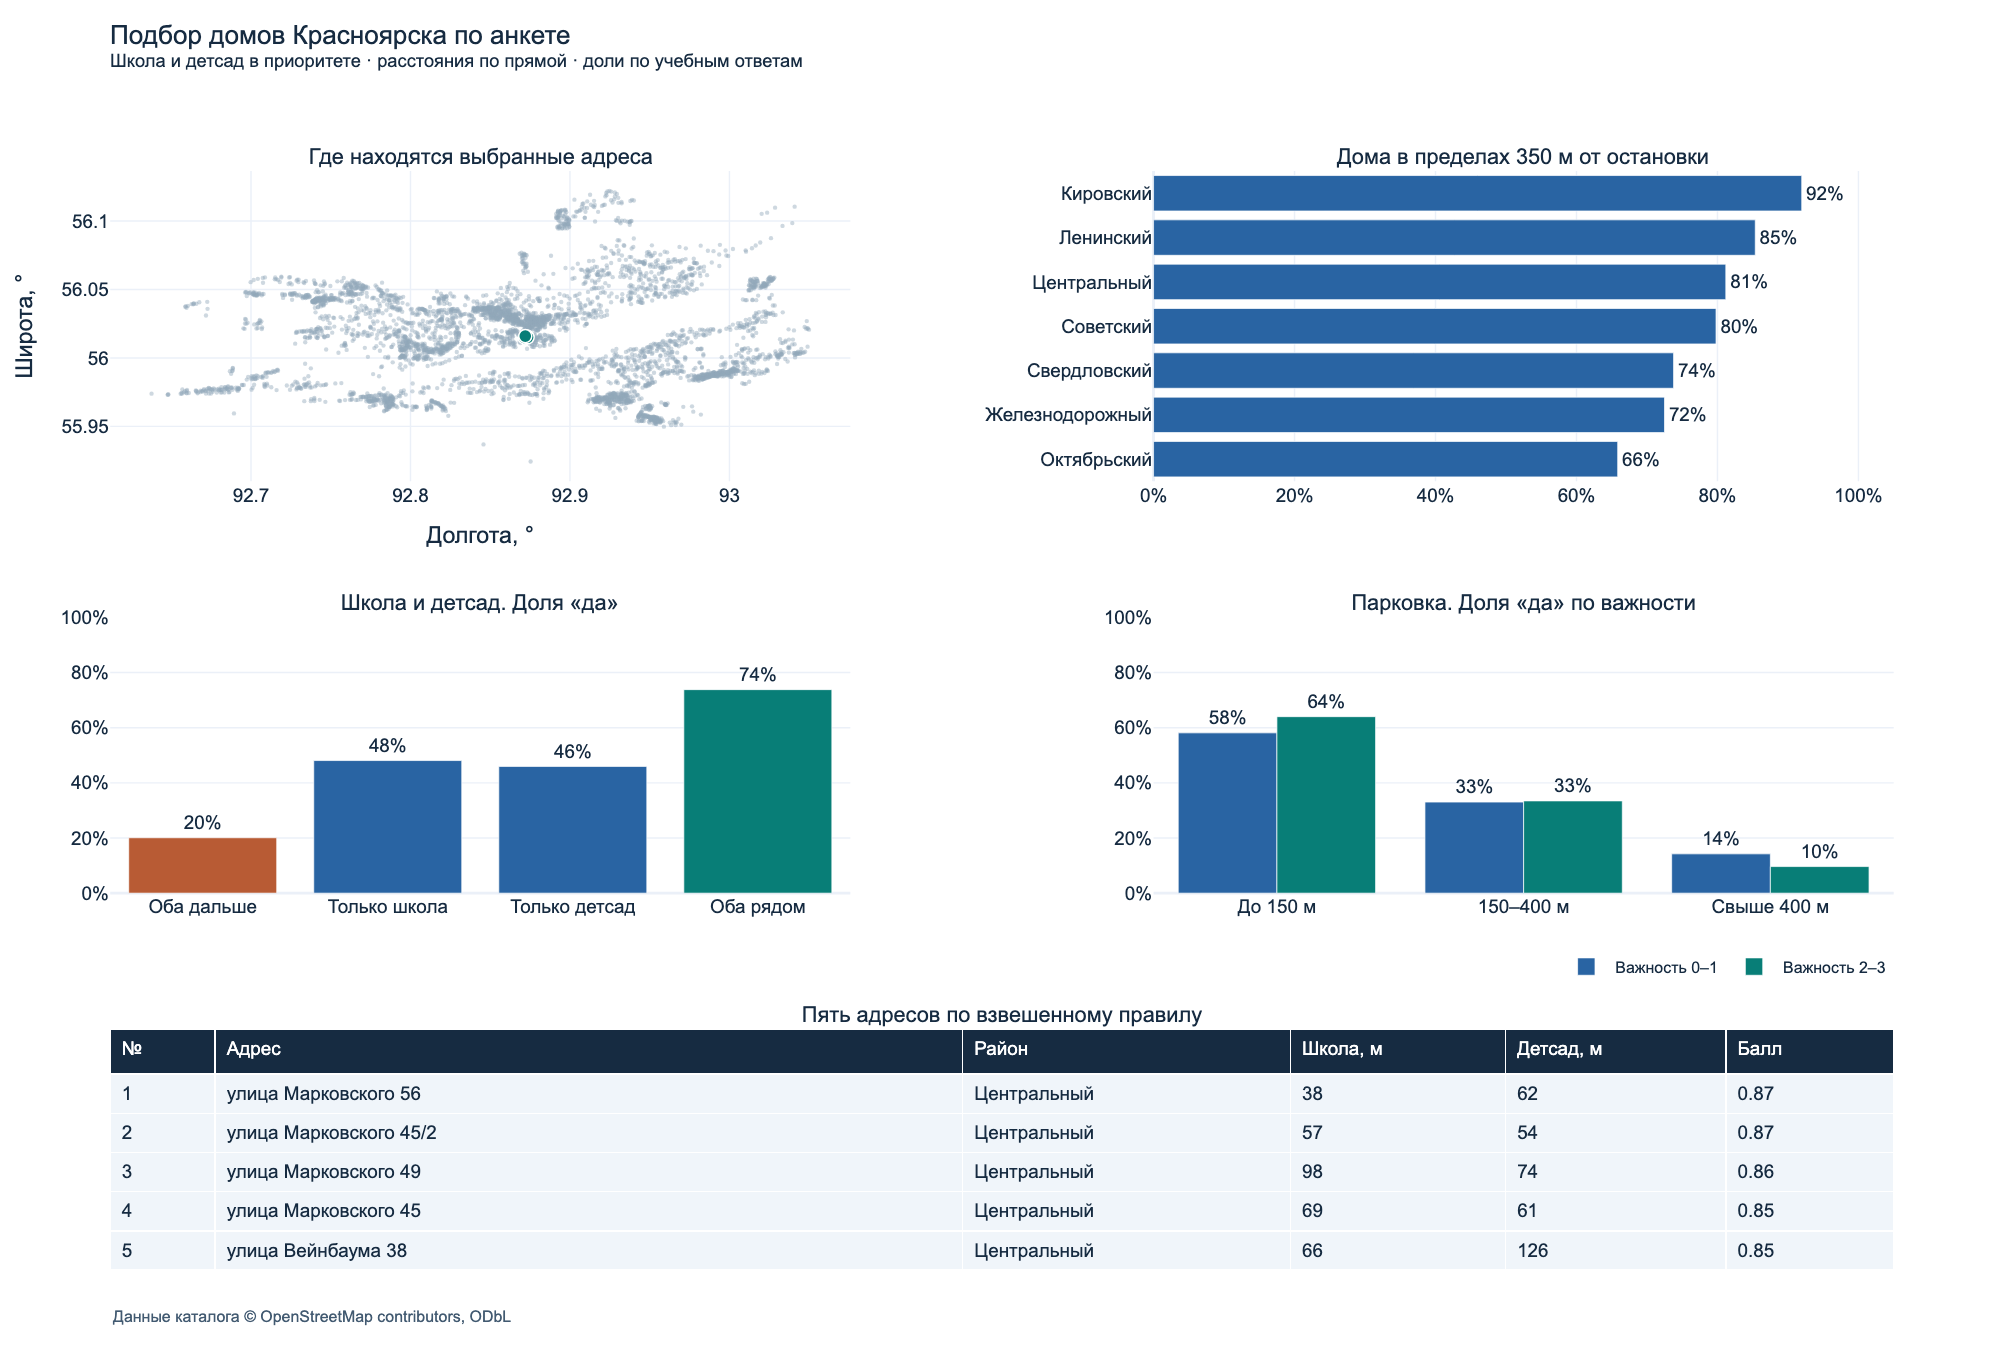 Подбор домов Красноярска по анкете
Школа и детсад в приоритете · расстояния по прямой · доли по учебным ответам
Где находятся выбранные адреса
56.1
56.05
56
55.95
Широта, °
92.7 92.8 92.9 93
Долгота, °
Дома в пределах 350 м от остановки
Кировский 92%
Ленинский 85%
Центральный 81%
Советский 80%
Свердловский 74%
Железнодорожный 72%
Октябрьский 66%
0% 20% 40% 60% 80% 100%
Школа и детсад. Доля «да»
100%
80%
60%
40%
20%
0%
20% 48% 46% 74%
Оба дальше Только школа Только детсад Оба рядом
Парковка. Доля «да» по важности
100%
80%
60%
40%
20%
0%
58% 64% 33% 33% 14% 10%
До 150 м 150–400 м Свыше 400 м
Важность 0–1 Важность 2–3
Пять адресов по взвешенному правилу
№ Адрес Район Школа, м Детсад, м Балл
1 улица Марковского 56 Центральный 38 62 0.87
2 улица Марковского 45/2 Центральный 57 54 0.87
3 улица Марковского 49 Центральный 98 74 0.86
4 улица Марковского 45 Центральный 69 61 0.85
5 улица Вейнбаума 38 Центральный 66 126 0.85
Данные каталога © OpenStreetMap contributors, ODbL